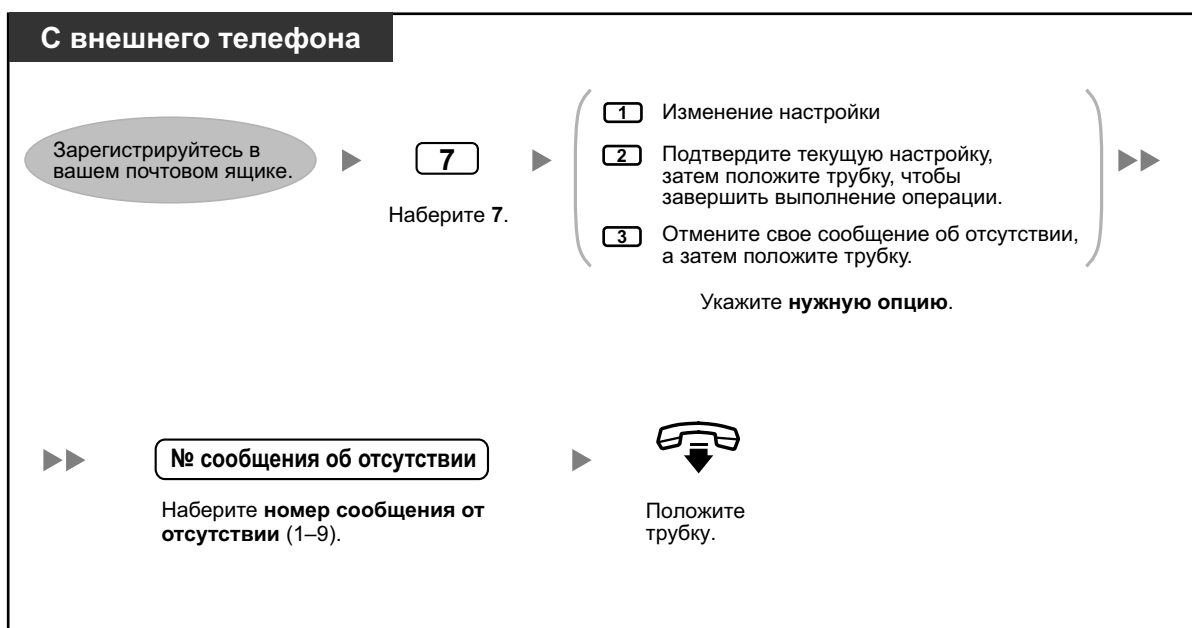 С внешнего телефона
Зарегистрируйтесь в
вашем почтовом ящике.
7
Наберите 7.
1 Изменение настройки
2 Подтвердите текущую настройку,
затем положите трубку, чтобы
завершить выполнение операции.
3 Отмените свое сообщение об отсутствии,
а затем положите трубку.
Укажите нужную опцию.
№ сообщения об отсутствии
Наберите номер сообщения от
отсутствии (1–9).
Положите
трубку.